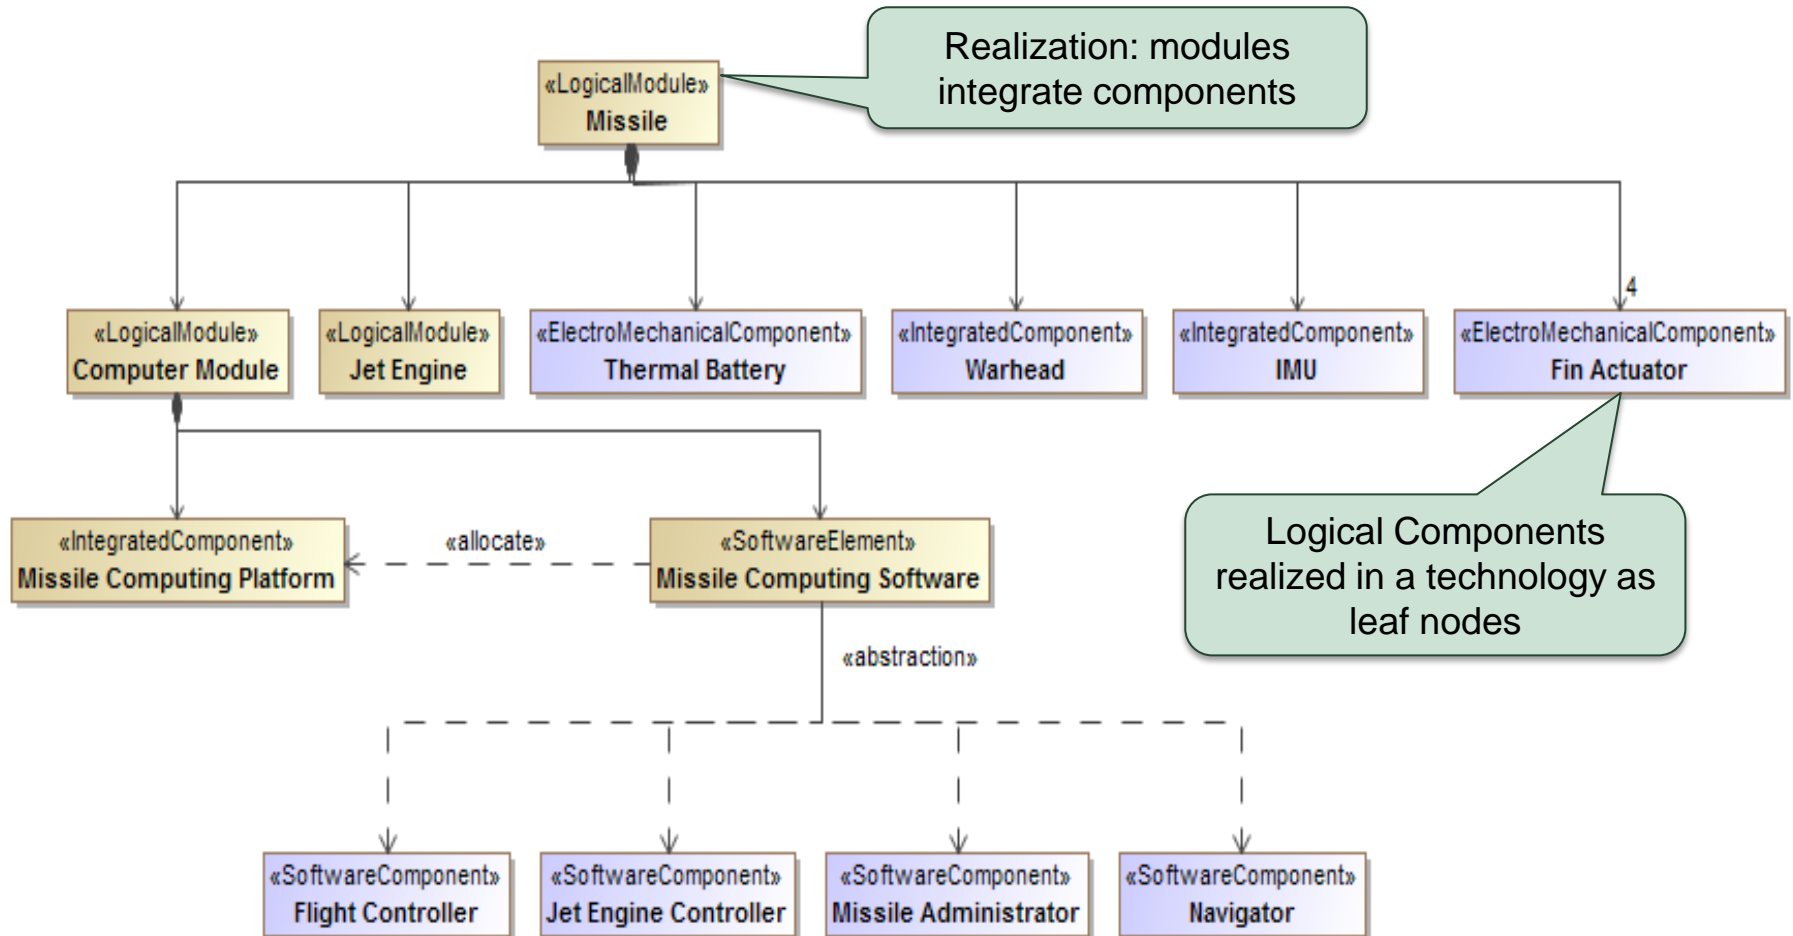 Realization: modules
integrate components
«LogicalModule»
Missile
4
«LogicalModule»
Computer Module
«LogicalModule»
Jet Engine
«ElectroMechanicalComponent»
Thermal Battery
«IntegratedComponent»
Warhead
«IntegratedComponent»
IMU
«ElectroMechanicalComponent»
Fin Actuator
«IntegratedComponent»
Missile Computing Platform
«allocate»
«SoftwareElement»
Missile Computing Software
Logical Components
realized in a technology as
leaf nodes
«abstraction»
«SoftwareComponent»
Flight Controller
«SoftwareComponent»
Jet Engine Controller
«SoftwareComponent»
Missile Administrator
«SoftwareComponent»
Navigator